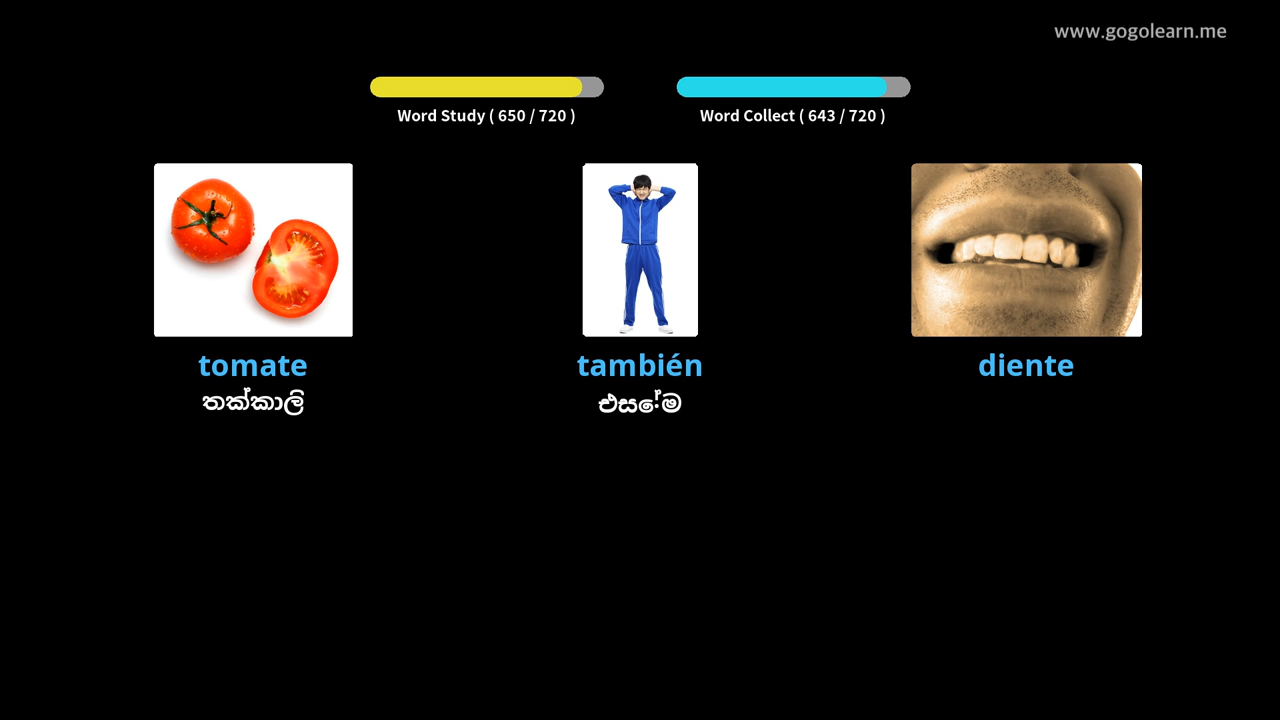 www.gogolearn.me
Word Study ( 650 / 720 )
Word Collect ( 643 / 720 )
tomate
también
diente
තක්කාලි
එසේම